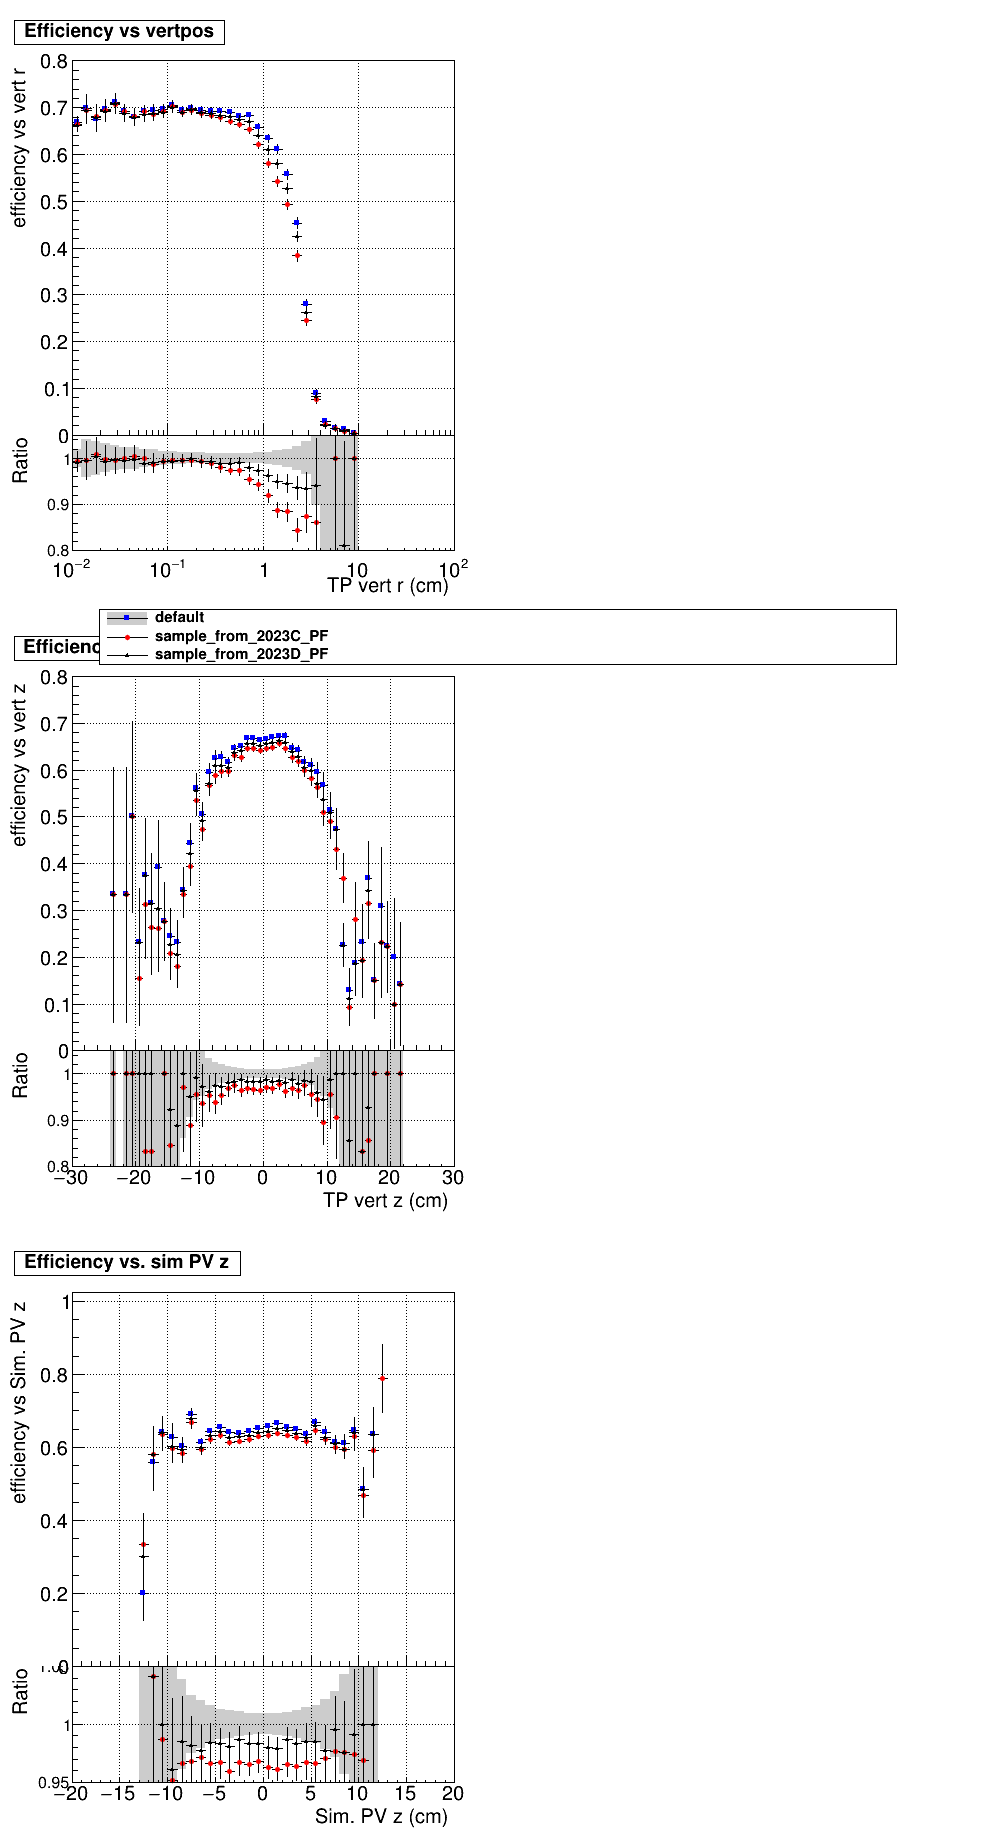 Efficiency vs vertpos
efficiency vs vert r
0.8
0.7
0.6
0.5
0.4
0.3
0.2
0.1
0
Ratio
1
0.9
0.8
10⁻² 10⁻¹ 1 10 10²
TP vert r (cm)
default
sample_from_2023C_PF
sample_from_2023D_PF
Efficienc
efficiency vs vert z
0.8
0.7
0.6
0.5
0.4
0.3
0.2
0.1
0
Ratio
1
0.9
0.8
−30 −20 −10 0 10 20 30
TP vert z (cm)
Efficiency vs. sim PV z
efficiency vs Sim. PV z
1
0.8
0.6
0.4
0.2
0
Ratio
1
0.95
−20 −15 −10 −5 0 5 10 15 20
Sim. PV z (cm)